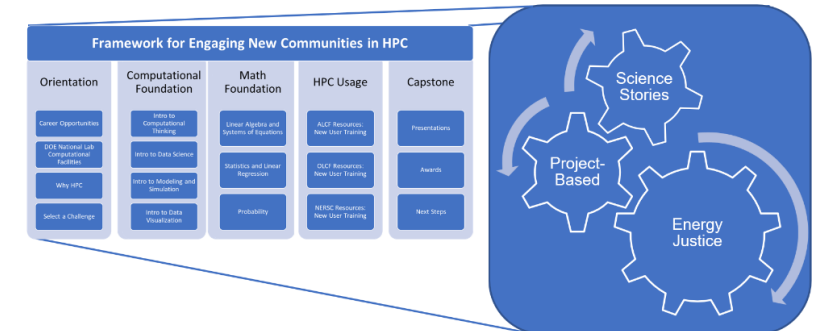 Framework for Engaging New Communities in HPC
Orientation
Career Opportunities
DOE National Lab
Computational
Facilities
Why HPC
Select a Challenge
Computational
Foundation
Intro to
Computational
Thinking
Intro to Data Science
Intro to Modeling and
Simulation
Intro to Data
Visualization
Math
Foundation
Linear Algebra and
Systems of Equations
Statistics and Linear
Regression
Probability
HPC Usage
ALCF Resources:
New User Training
OLCF Resources:
New User Training
NERSC Resources:
New User Training
Capstone
Presentations
Awards
Next Steps
Science
Stories
Project-
Based
Energy
Justice